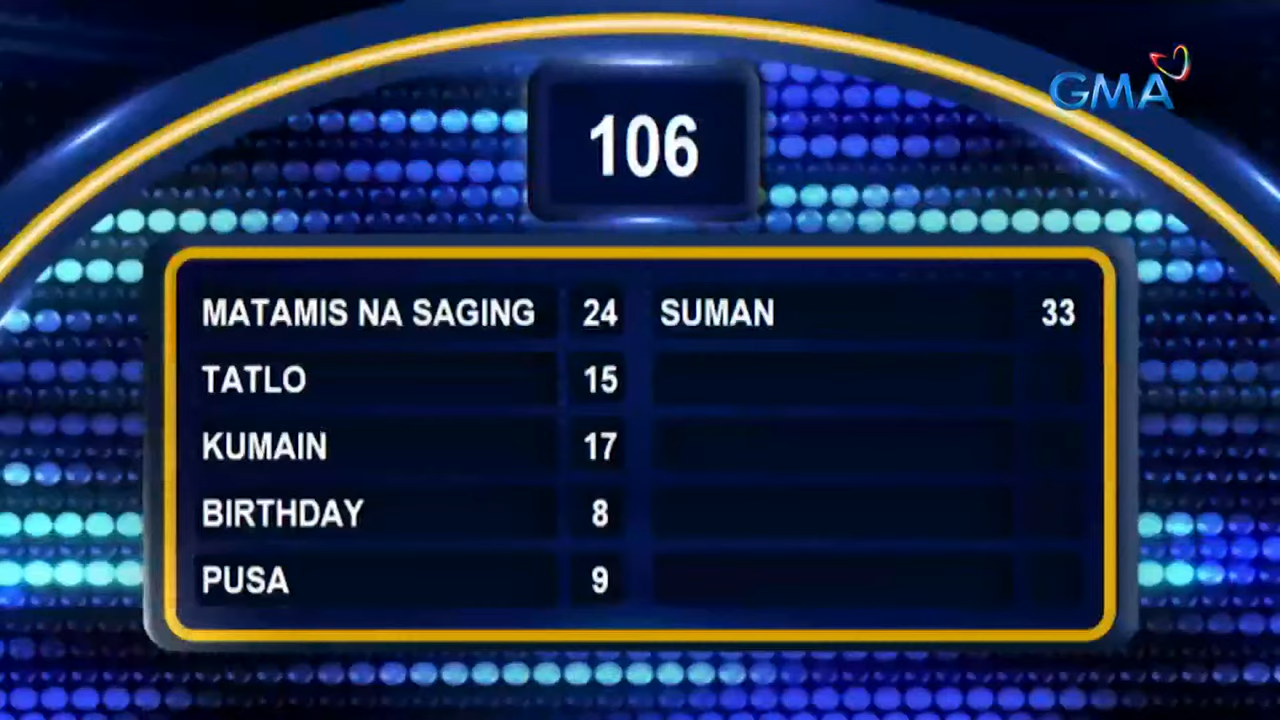 GMA
106
MATAMIS NA SAGING 24 SUMAN 33
TATLO 15
KUMAIN 17
BIRTHDAY 8
PUSA 9